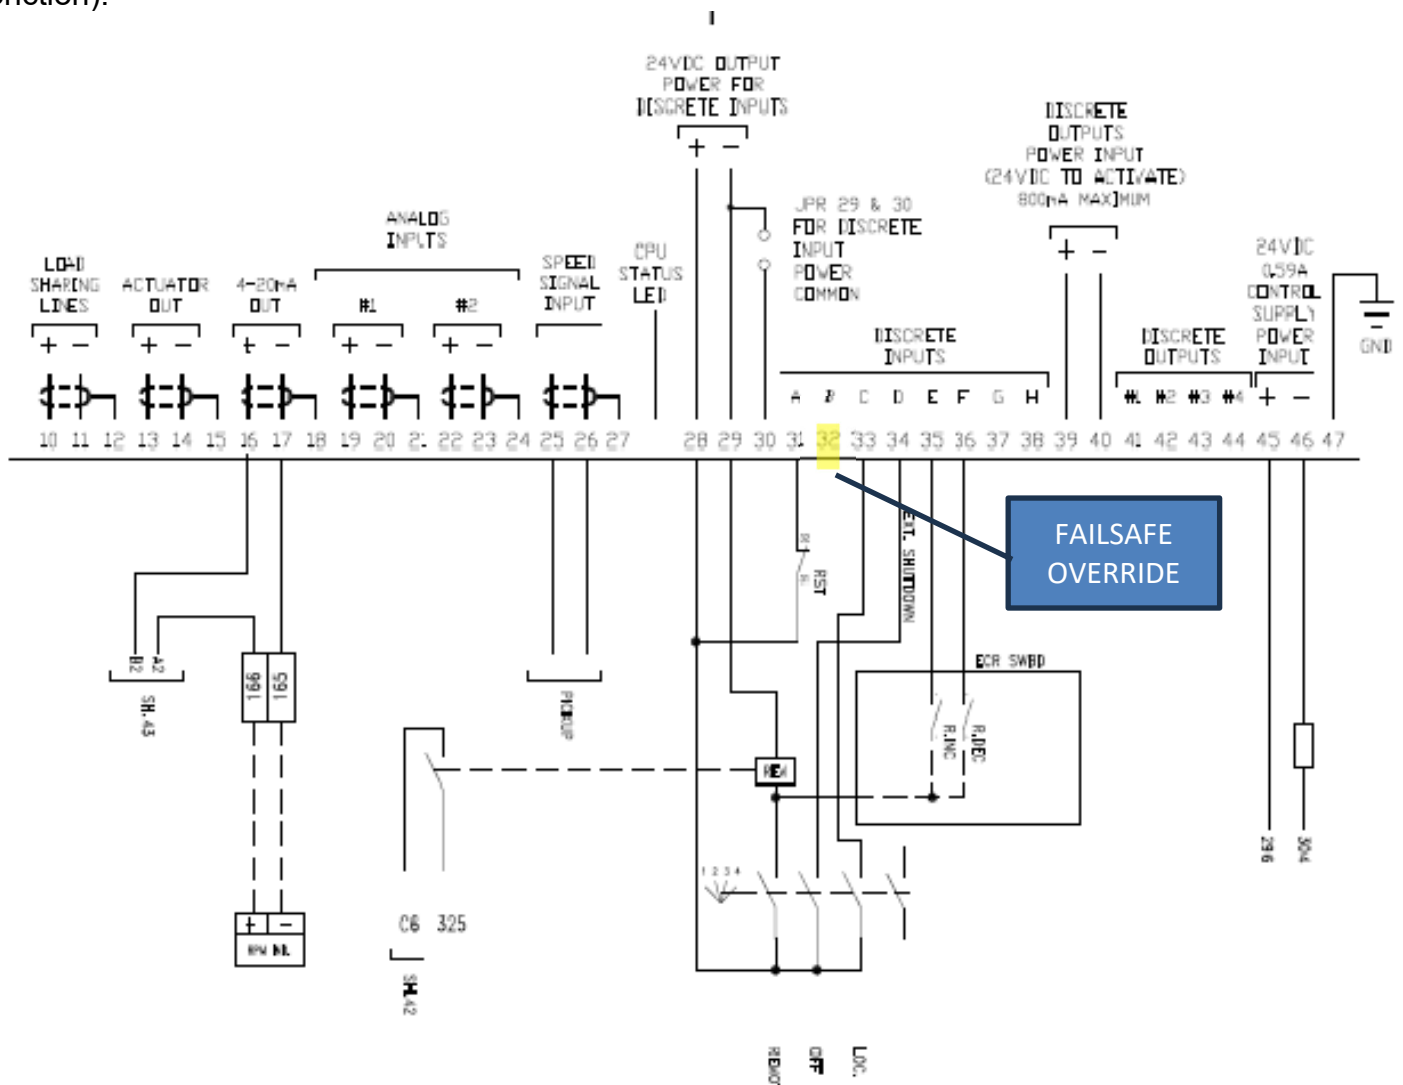 24VDC OUTPUT
POWER FOR
DISCRETE INPUTS
+ −
DISCRETE
OUTPUTS
POWER INPUT
(24VDC TO ACTIVATE)
800mA MAXIMUM
+ −
JPR 29 & 30
FOR DISCRETE
INPUT
POWER
COMMON
ANALOG
INPUTS
#1 #2
+ − + −
LOAD
SHARING
LINES
+ −
ACTUATOR
OUT
+ −
4-20mA
OUT
+ −
SPEED
SIGNAL
INPUT
CPU
STATUS
LED
DISCRETE
INPUTS
A B C D E F G H
DISCRETE
OUTPUTS
#1 #2 #3 #4
24VDC
0.59A
CONTROL
SUPPLY
POWER
INPUT
+ −
GND
10 11 12 13 14 15 16 17 18 19 20 21 22 23 24 25 26 27 28 29 30 31 32 33 34 35 36 37 38 39 40 41 42 43 44 45 46 47
FAILSAFE
OVERRIDE
EXT. SHUTDOWN
RST
ECR SWBD
R.INC
R.DEC
B2
A2
SH.43
166
165
PICKUP
REM
296
304
1 2 3 4
+ −
C6 325
SH.42
OFF
LOC.